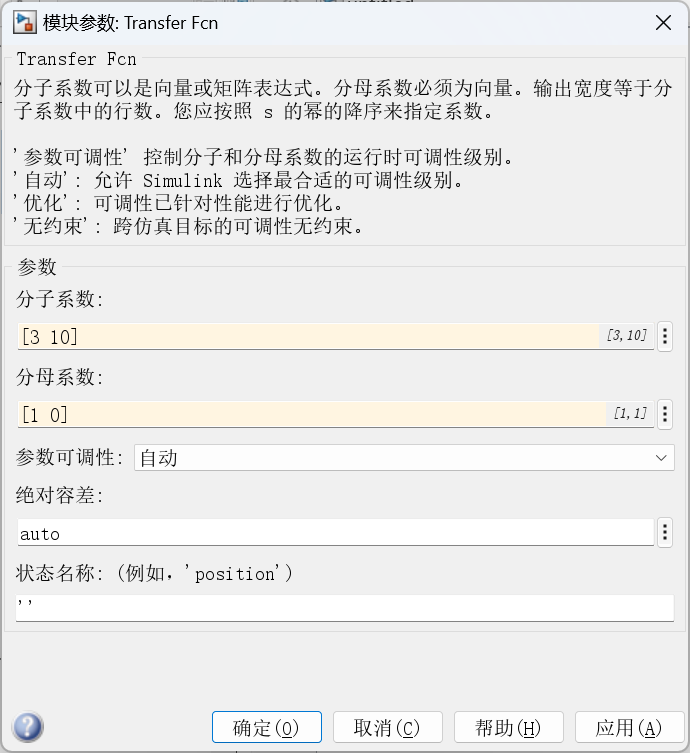 模块参数: Transfer Fcn
Transfer Fcn
分子系数可以是向量或矩阵表达式。分母系数必须为向量。输出宽度等于分
子系数中的行数。您应按照 s 的幂的降序来指定系数。
'参数可调性' 控制分子和分母系数的运行时可调性级别。
'自动': 允许 Simulink 选择最合适的可调性级别。
'优化': 可调性已针对性能进行优化。
'无约束': 跨仿真目标的可调性无约束。
参数
分子系数:
[3 10] [3,10]
分母系数:
[1 0] [1,1]
参数可调性: 自动
绝对容差:
auto
状态名称: (例如，'position')
''
确定(O) 取消(C) 帮助(H) 应用(A)